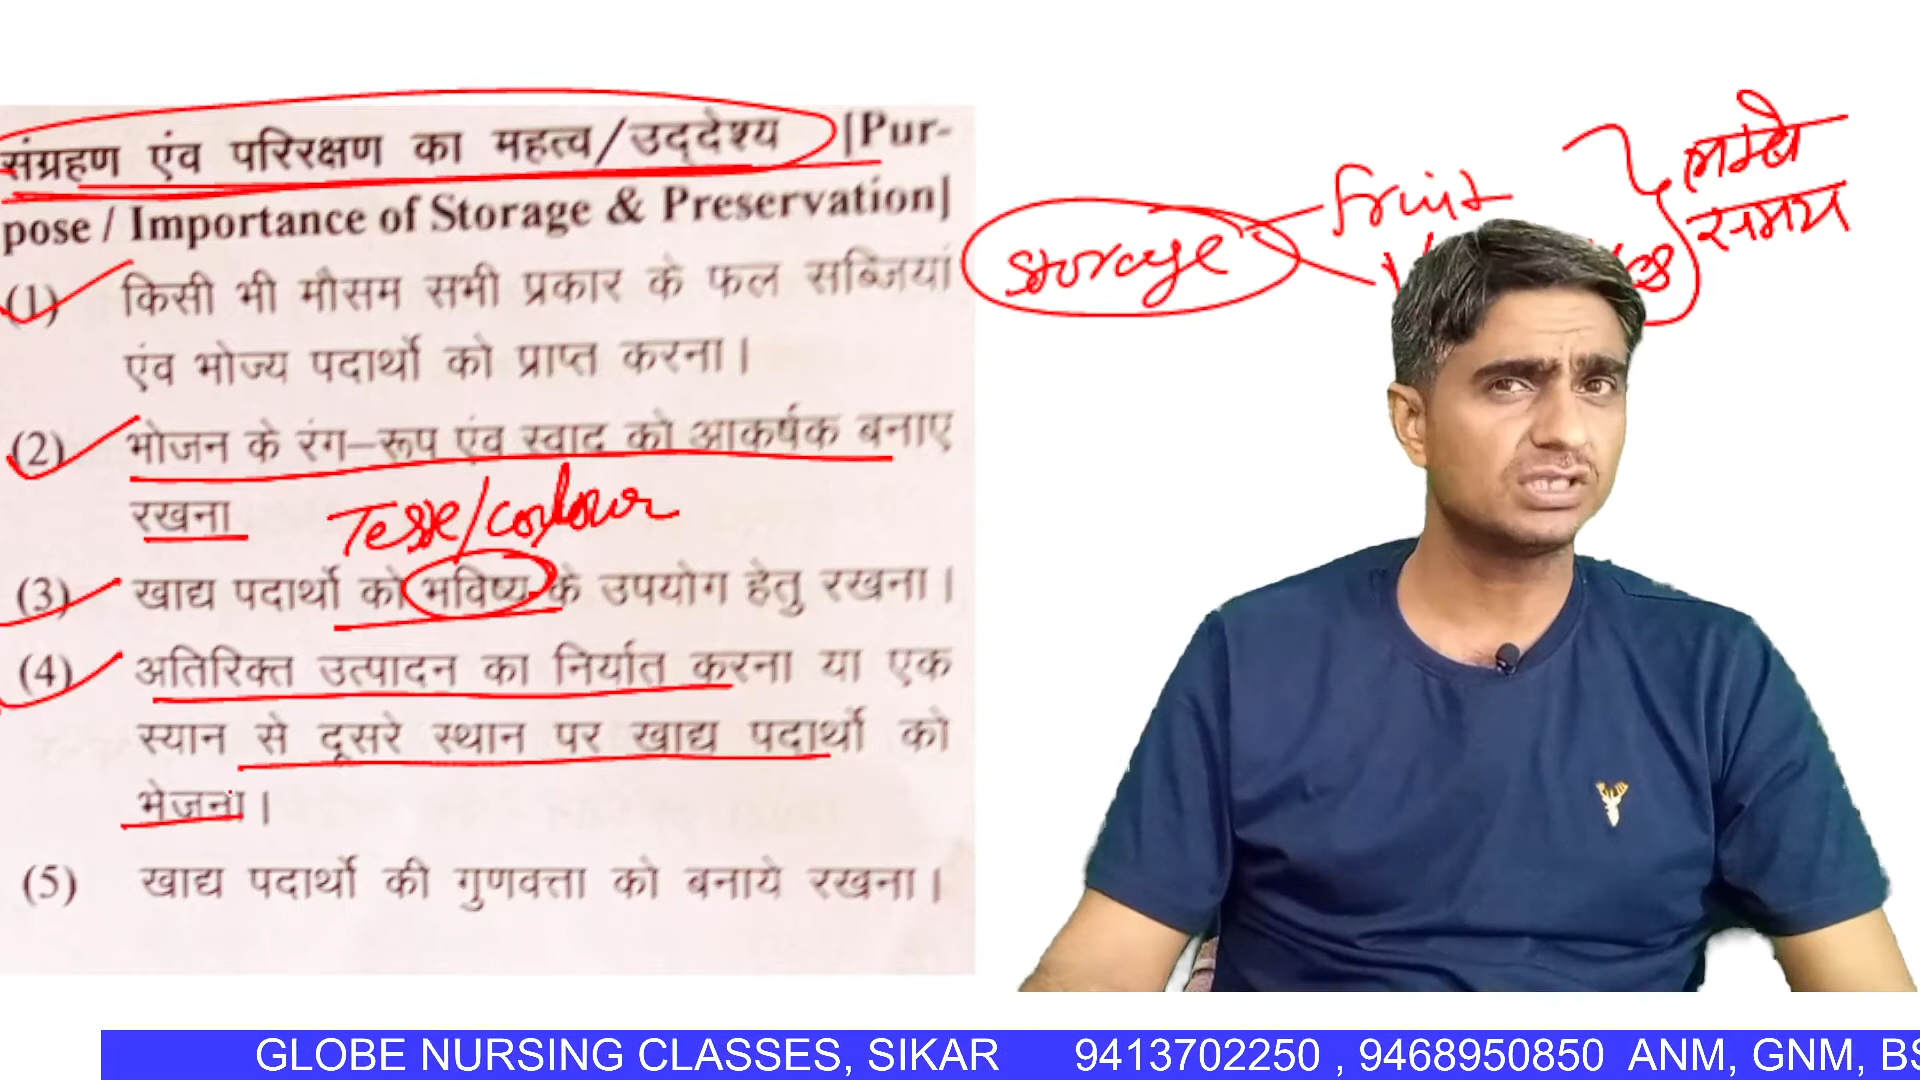 संग्रहण एंव परिरक्षण का महत्व/उद्देश्य [Pur-
pose / Importance of Storage & Preservation]
(1) किसी भी मौसम सभी प्रकार के फल सब्जियां
एंव भोज्य पदार्थो को प्राप्त करना।
(2) भोजन के रंग–रूप एंव स्वाद को आकर्षक बनाए
रखना
(3) खाद्य पदार्थो को भविष्य के उपयोग हेतु रखना।
(4) अतिरिक्त उत्पादन का निर्यात करना या एक
स्यान से दूसरे स्थान पर खाद्य पदार्थो को
भेजना।
(5) खाद्य पदार्थो की गुणवत्ता को बनाये रखना।
storage
fruit
लम्बे
समय
GLOBE NURSING CLASSES, SIKAR 9413702250 , 9468950850 ANM, GNM, BS